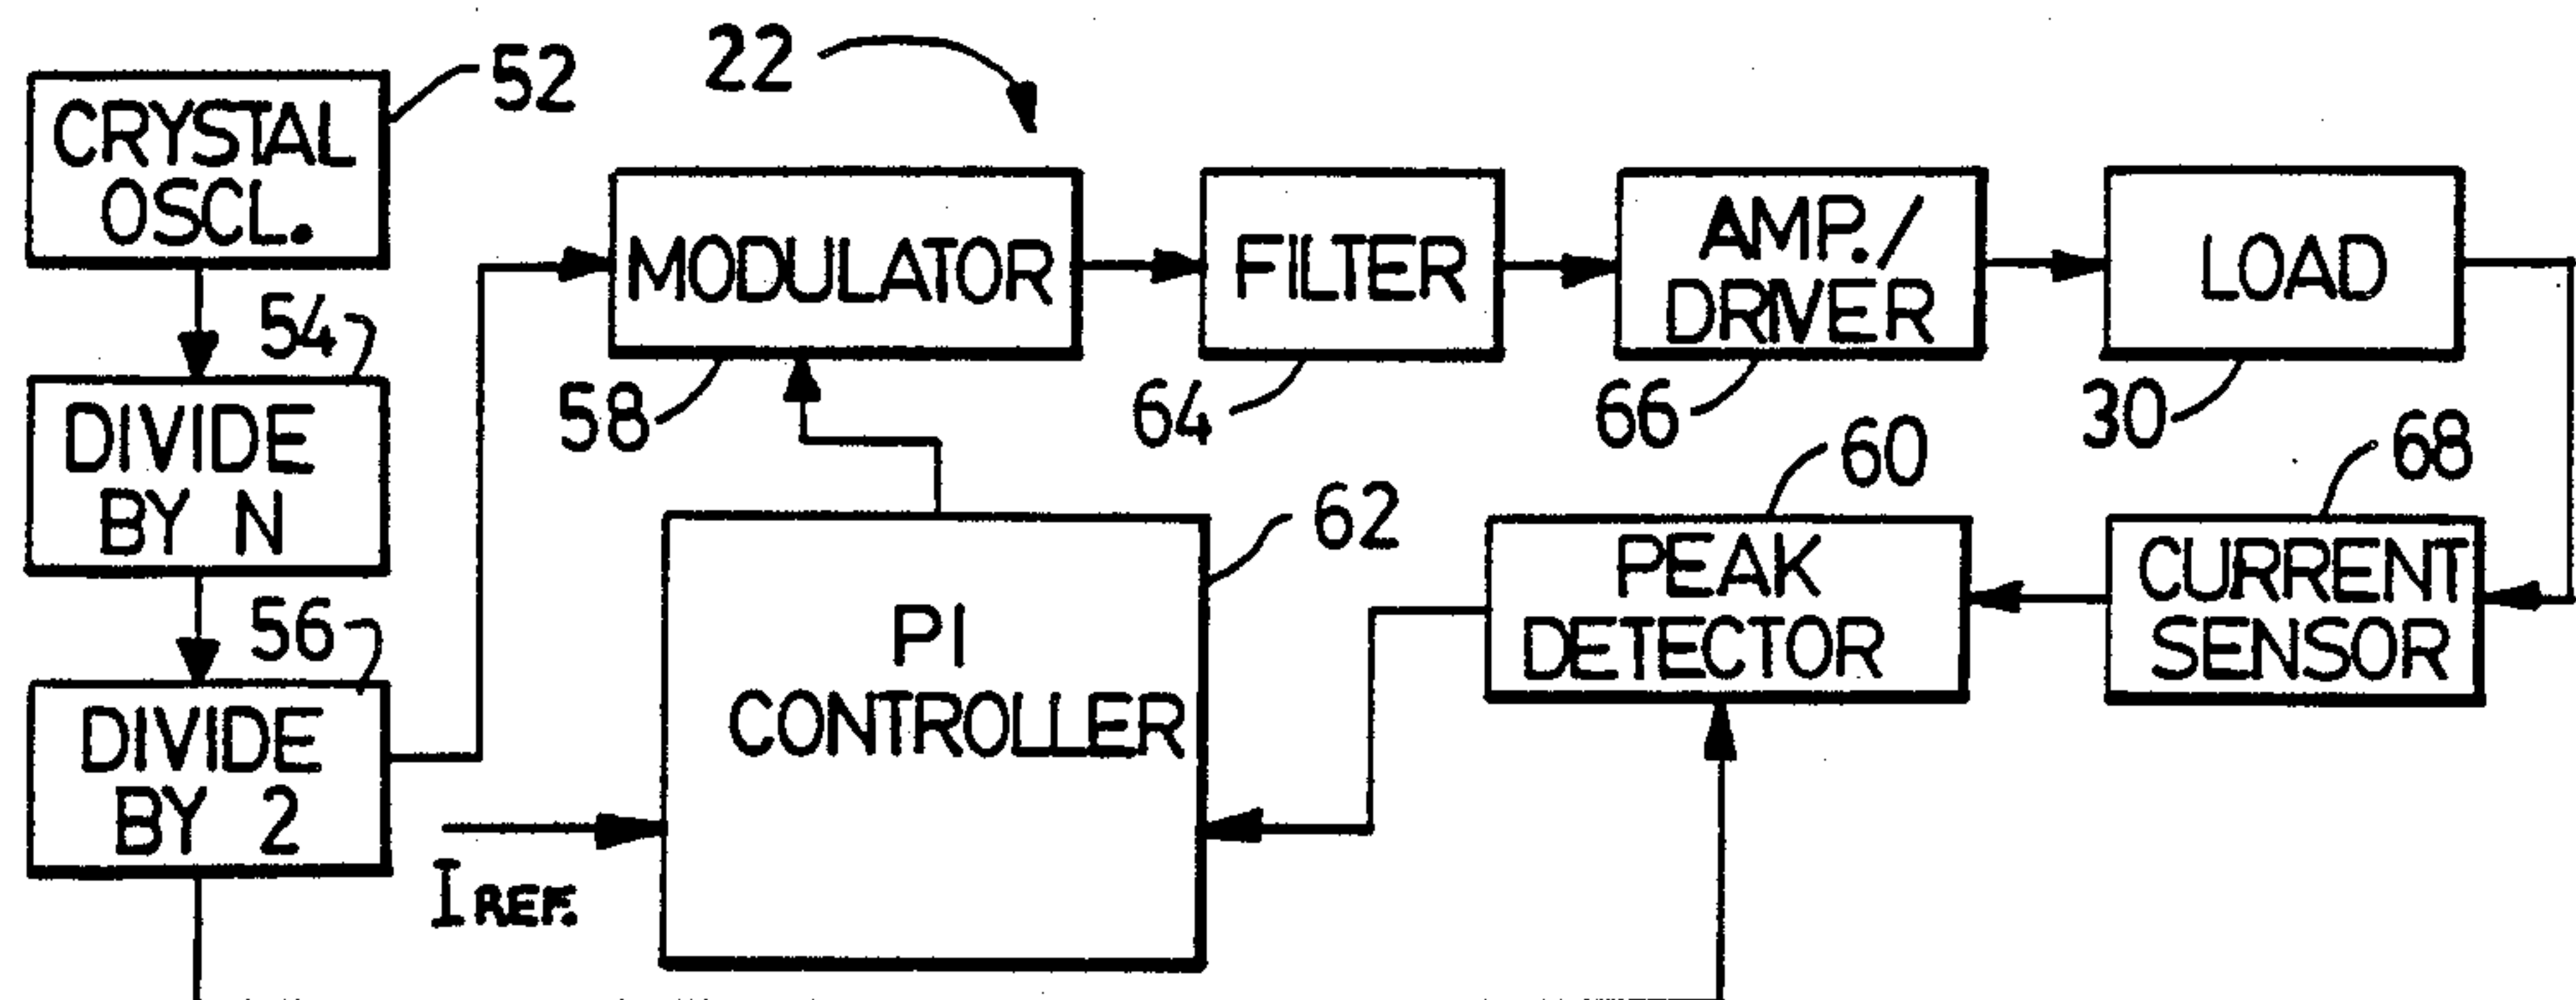 CRYSTAL
OSCL.
52
22
54
DIVIDE
BY N
56
DIVIDE
BY 2
MODULATOR
58
FILTER
64
AMP./
DRIVER
66
LOAD
30
PI
CONTROLLER
62
I REF.
PEAK
DETECTOR
60
CURRENT
SENSOR
68